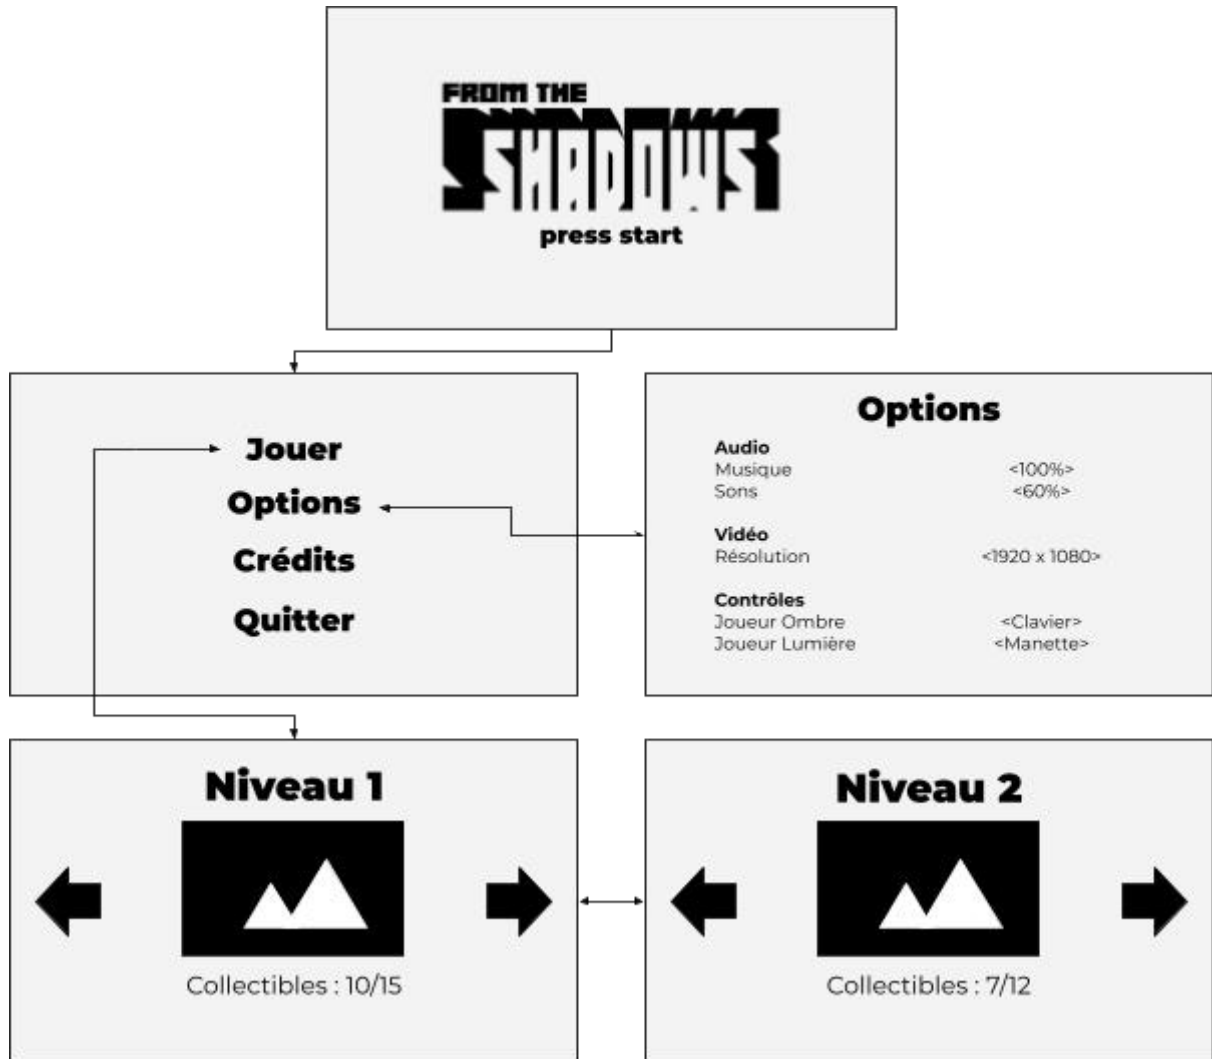 FROM THE
SHADOWS
press start
Jouer
Options
Crédits
Quitter
Options
Audio
Musique <100%>
Sons <60%>
Vidéo
Résolution <1920 x 1080>
Contrôles
Joueur Ombre <Clavier>
Joueur Lumière <Manette>
Niveau 1
Collectibles : 10/15
Niveau 2
Collectibles : 7/12